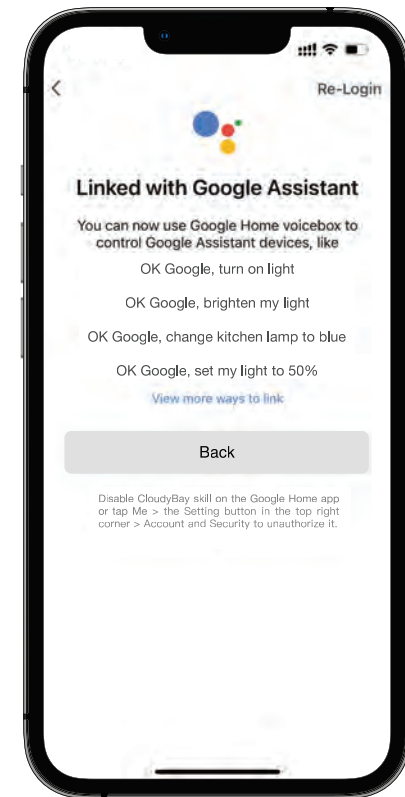 Re-Login
Linked with Google Assistant
You can now use Google Home voicebox to
control Google Assistant devices, like
OK Google, turn on light
OK Google, brighten my light
OK Google, change kitchen lamp to blue
OK Google, set my light to 50%
View more ways to link
Back
Disable CloudyBay skill on the Google Home app
or tap Me > the Setting button in the top right
corner > Account and Security to unauthorize it.